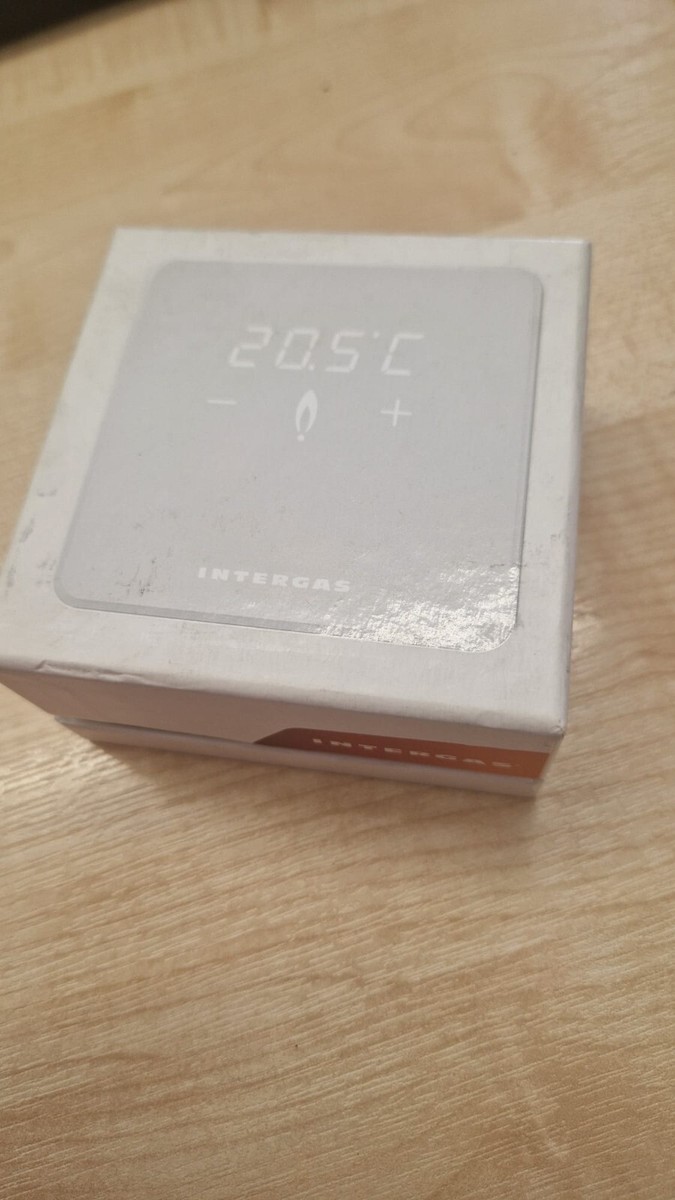 20.5°C
- +
INTERGAS
INTERGAS